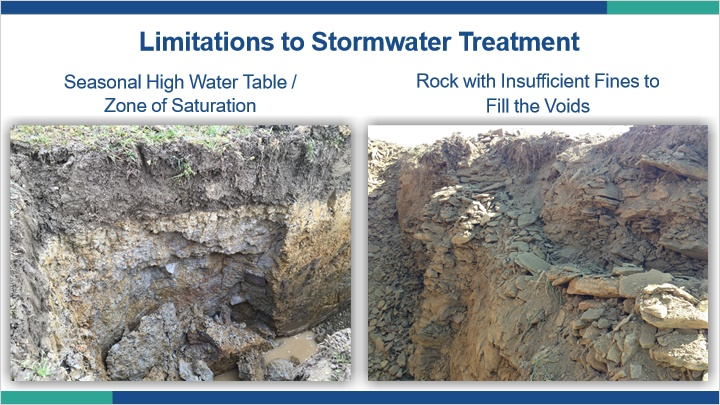 Limitations to Stormwater Treatment
Seasonal High Water Table /
Zone of Saturation
Rock with Insufficient Fines to
Fill the Voids